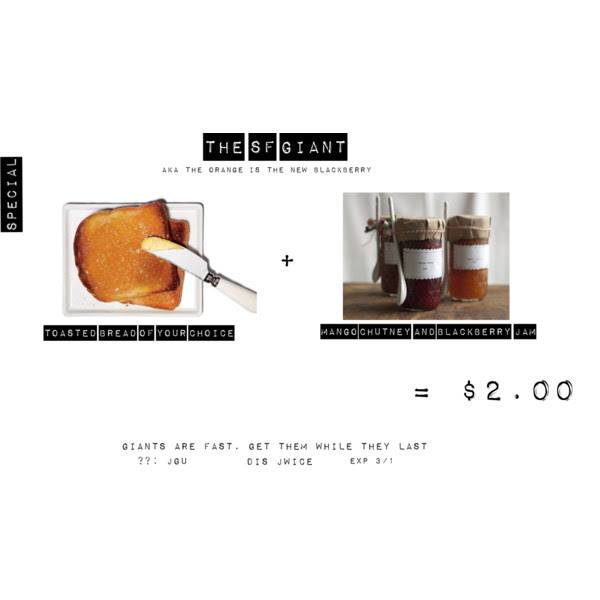 SPECIAL
THE SF GIANT
AKA THE ORANGE IS THE NEW BLACKBERRY
+
TOASTED BREAD OF YOUR CHOICE
MANGO CHUTNEY AND BLACKBERRY JAM
= $2.00
GIANTS ARE FAST. GET THEM WHILE THEY LAST
??: JGU DIS JWICE EXP 3/1